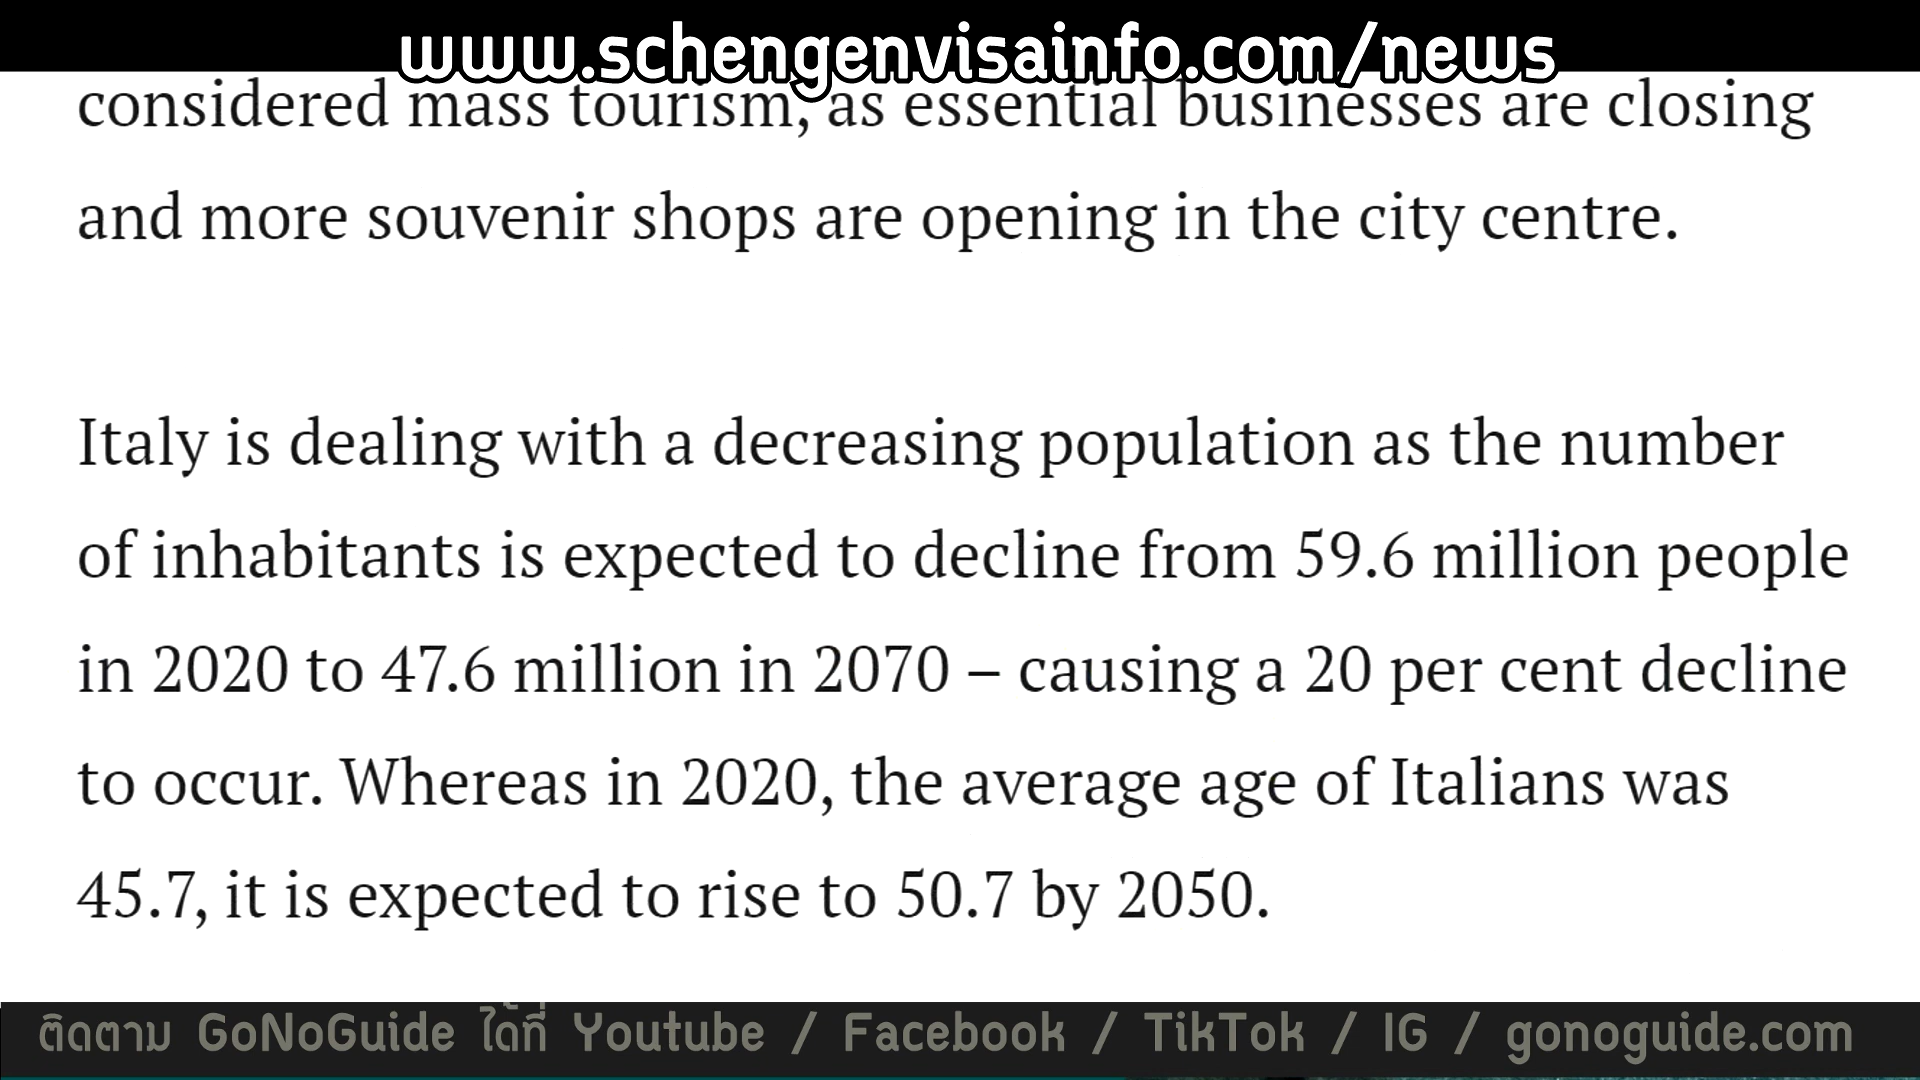 www.schengenvisainfo.com/news
considered mass tourism, as essential businesses are closing
and more souvenir shops are opening in the city centre.
Italy is dealing with a decreasing population as the number
of inhabitants is expected to decline from 59.6 million people
in 2020 to 47.6 million in 2070 – causing a 20 per cent decline
to occur. Whereas in 2020, the average age of Italians was
45.7, it is expected to rise to 50.7 by 2050.
ติดตาม GoNoGuide ได้ที่ Youtube / Facebook / TikTok / IG / gonoguide.com